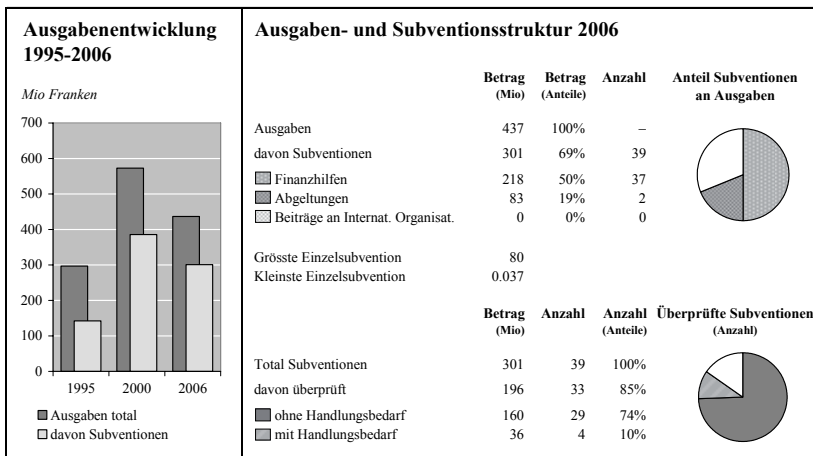 Ausgabenentwicklung
1995-2006
Mio Franken
700
600
500
400
300
200
100
0
1995 2000 2006
Ausgaben total
davon Subventionen
Ausgaben- und Subventionsstruktur 2006
Betrag Betrag Anzahl Anteil Subventionen
(Mio) (Anteile) an Ausgaben
Ausgaben 437 100% –
davon Subventionen 301 69% 39
Finanzhilfen 218 50% 37
Abgeltungen 83 19% 2
Beiträge an Internat. Organisat. 0 0% 0
Grösste Einzelsubvention 80
Kleinste Einzelsubvention 0.037
Betrag Anzahl Anzahl Überprüfte Subventionen
(Mio) (Anteile) (Anzahl)
Total Subventionen 301 39 100%
davon überprüft 196 33 85%
ohne Handlungsbedarf 160 29 74%
mit Handlungsbedarf 36 4 10%